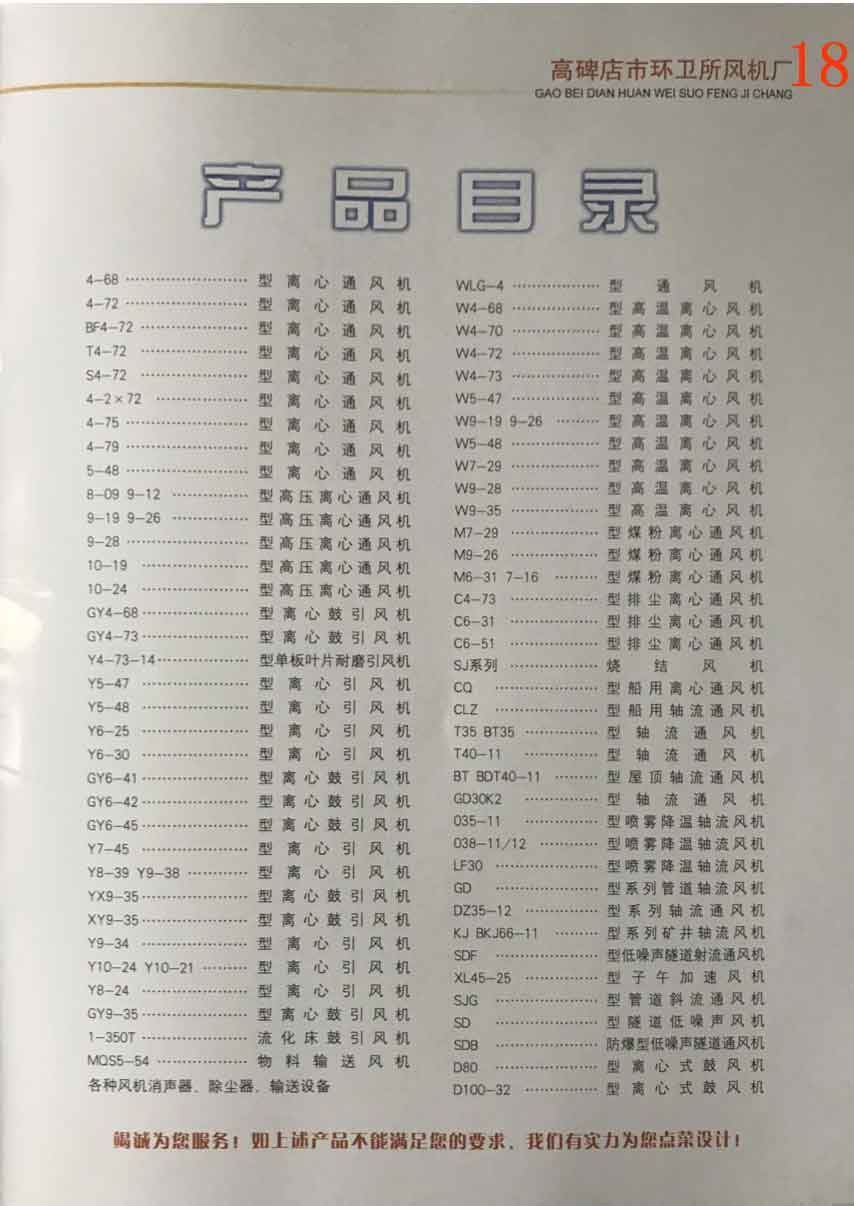 高碑店市环卫所风机厂
18
GAO BEI DIAN HUAN WEI SUO FENG JI CHANG
产品目录
4-68 ……………………… 型离心通风机
4-72 ……………………… 型离心通风机
BF4-72 …………………… 型离心通风机
T4-72 …………………… 型离心通风机
S4-72 …………………… 型离心通风机
4-2×72 ………………… 型离心通风机
4-75 ……………………… 型离心通风机
4-79 ……………………… 型离心通风机
5-48 ……………………… 型离心通风机
8-09 9-12 ……………… 型高压离心通风机
9-19 9-26 ……………… 型高压离心通风机
9-28 ……………………… 型高压离心通风机
10-19 …………………… 型高压离心通风机
10-24 …………………… 型高压离心通风机
GY4-68 …………………… 型离心鼓引风机
GY4-73 …………………… 型离心鼓引风机
Y4-73-14 ………………… 型单板叶片耐磨引风机
Y5-47 …………………… 型离心引风机
Y5-48 …………………… 型离心引风机
Y6-25 …………………… 型离心引风机
Y6-30 …………………… 型离心引风机
GY6-41 …………………… 型离心鼓引风机
GY6-42 …………………… 型离心鼓引风机
GY6-45 …………………… 型离心鼓引风机
Y7-45 …………………… 型离心引风机
Y8-39 Y9-38 ………… 型离心引风机
YX9-35 …………………… 型离心鼓引风机
XY9-35 …………………… 型离心鼓引风机
Y9-34 …………………… 型离心引风机
Y10-24 Y10-21 ……… 型离心引风机
Y8-24 …………………… 型离心引风机
GY9-35 …………………… 型离心鼓引风机
1-350T …………………… 流化床鼓引风机
MQS5-54 ………………… 物料输送风机
各种风机消声器、除尘器、输送设备
WLG-4 ……………… 型通风机
W4-68 ……………… 型高温离心风机
W4-70 ……………… 型高温离心风机
W4-72 ……………… 型高温离心风机
W4-73 ……………… 型高温离心风机
W5-47 ……………… 型高温离心风机
W9-19 9-26 ……… 型高温离心风机
W5-48 ……………… 型高温离心风机
W7-29 ……………… 型高温离心风机
W9-28 ……………… 型高温离心风机
W9-35 ……………… 型高温离心风机
M7-29 ……………… 型煤粉离心通风机
M9-26 ……………… 型煤粉离心通风机
M6-31 7-16 ……… 型煤粉离心通风机
C4-73 ……………… 型排尘离心通风机
C6-31 ……………… 型排尘离心通风机
C6-51 ……………… 型排尘离心通风机
SJ系列 ……………… 烧结风机
CQ ………………… 型船用离心通风机
CLZ ………………… 型船用轴流通风机
T35 BT35 ………… 型轴流通风机
T40-11 …………… 型轴流通风机
BT BDT40-11 ……… 型屋顶轴流通风机
GD30K2 …………… 型轴流通风机
035-11 …………… 型喷雾降温轴流风机
038-11/12 ………… 型喷雾降温轴流风机
LF30 ……………… 型喷雾降温轴流风机
GD ………………… 型系列管道轴流风机
DZ35-12 …………… 型系列轴流通风机
KJ BKJ66-11 ……… 型系列矿井轴流风机
SDF ……………… 型低噪声隧道射流通风机
XL45-25 …………… 型子午加速风机
SJG ……………… 型管道斜流通风机
SD ………………… 型隧道低噪声风机
SDB ……………… 防爆型低噪声隧道通风机
D80 ……………… 型离心式鼓风机
D100-32 …………… 型离心式鼓风机
竭诚为您服务！如上述产品不能满足您的要求、我们有实力为您点菜设计！